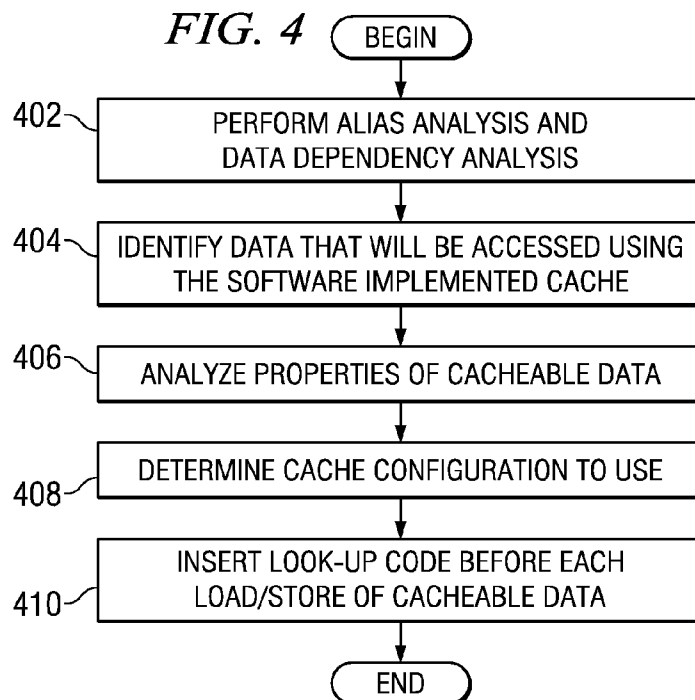 FIG. 4
BEGIN
402
PERFORM ALIAS ANALYSIS AND
DATA DEPENDENCY ANALYSIS
404
IDENTIFY DATA THAT WILL BE ACCESSED USING
THE SOFTWARE IMPLEMENTED CACHE
406
ANALYZE PROPERTIES OF CACHEABLE DATA
408
DETERMINE CACHE CONFIGURATION TO USE
410
INSERT LOOK-UP CODE BEFORE EACH
LOAD/STORE OF CACHEABLE DATA
END